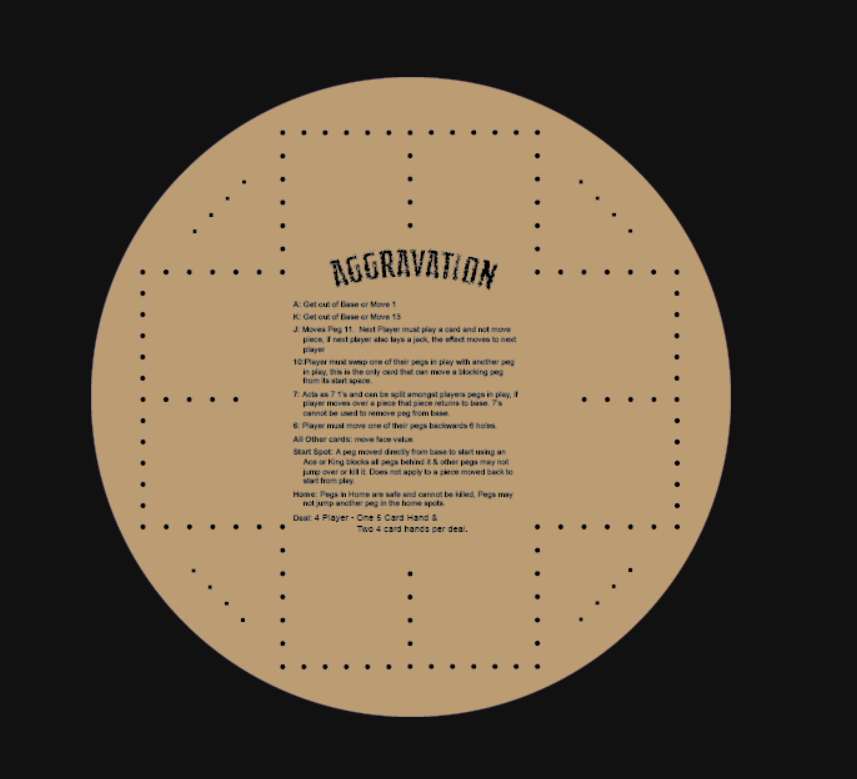 AGGRAVATION
A: Get out of Base or Move 1
K: Get out of Base or Move 13
J: Moves Peg 11. Next Player must play a card and not move
piece, if next player also lays a jack, the effect moves to next
player
10:Player must swap one of their pegs in play with another peg
in play, this is the only card that can move a blocking peg
from its start space.
7: Acts as 7 1's and can be split amongst players pegs in play, if
player moves over a piece that piece returns to base. 7's
cannot be used to remove peg from base.
6: Player must move one of their pegs backwards 6 holes.
All Other cards: move face value.
Start Spot: A peg moved directly from base to start using an
Ace or King blocks all pegs behind it & other pegs may not
jump over or kill it. Does not apply to a piece moved back to
start from play.
Home: Pegs in Home are safe and cannot be killed, Pegs may
not jump another peg in the home spots.
Deal: 4 Player - One 5 Card Hand &
Two 4 card hands per deal.